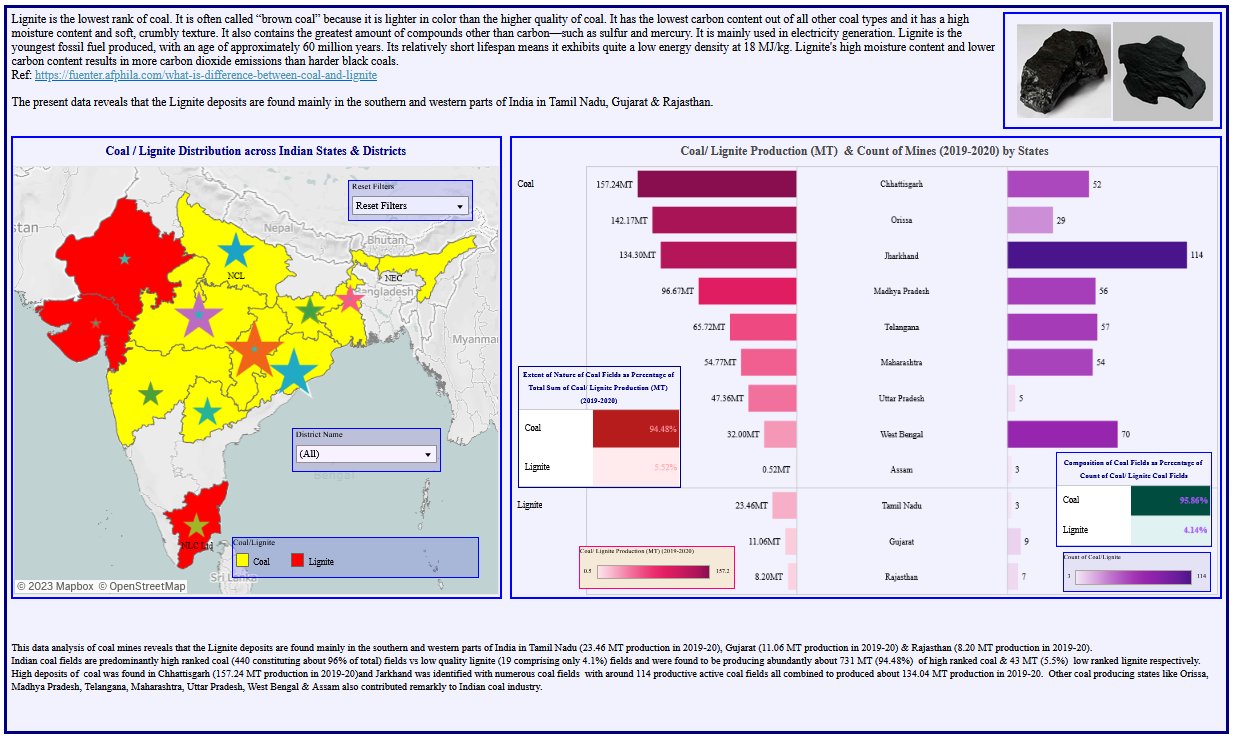 Lignite is the lowest rank of coal. It is often called “brown coal” because it is lighter in color than the higher quality of coal. It has the lowest carbon content out of all other coal types and it has a high
moisture content and soft, crumbly texture. It also contains the greatest amount of compounds other than carbon—such as sulfur and mercury. It is mainly used in electricity generation. Lignite is the
youngest fossil fuel produced, with an age of approximately 60 million years. Its relatively short lifespan means it exhibits quite a low energy density at 18 MJ/kg. Lignite's high moisture content and lower
carbon content results in more carbon dioxide emissions than harder black coals.
Ref: https://fuenter.afphila.com/what-is-difference-between-coal-and-lignite
The present data reveals that the Lignite deposits are found mainly in the southern and western parts of India in Tamil Nadu, Gujarat & Rajasthan.
Coal / Lignite Distribution across Indian States & Districts
Reset Filters
Reset Filters
stan
Nepal
Bhutan
NCL
NEC
Bangladesh
Myanmar
District Name
(All)
Bengal
NLC Ltd
Coal/Lignite
Coal
Lignite
Sri Lanka
© 2023 Mapbox © OpenStreetMap
Coal/ Lignite Production (MT) & Count of Mines (2019-2020) by States
Coal
157.24MT Chhattisgarh 52
142.17MT Orissa 29
134.30MT Jharkhand 114
96.67MT Madhya Pradesh 56
65.72MT Telangana 57
54.77MT Maharashtra 54
47.36MT Uttar Pradesh 5
32.00MT West Bengal 70
0.52MT Assam 3
Lignite
23.46MT Tamil Nadu 3
11.06MT Gujarat 9
8.20MT Rajasthan 7
Extent of Nature of Coal Fields as Percentage of
Total Sum of Coal/ Lignite Production (MT)
(2019-2020)
Coal 94.48%
Lignite 5.52%
Composition of Coal Fields as Percentage of
Count of Coal/ Lignite Coal Fields
Coal 95.86%
Lignite 4.14%
Coal/ Lignite Production (MT) (2019-2020)
0.5 157.2
Count of Coal/Lignite
3 114
This data analysis of coal mines reveals that the Lignite deposits are found mainly in the southern and western parts of India in Tamil Nadu (23.46 MT production in 2019-20), Gujarat (11.06 MT production in 2019-20) & Rajasthan (8.20 MT production in 2019-20).
Indian coal fields are predominantly high ranked coal (440 constituting about 96% of total) fields vs low quality lignite (19 comprising only 4.1%) fields and were found to be producing abundantly about 731 MT (94.48%) of high ranked coal & 43 MT (5.5%) low ranked lignite respectively.
High deposits of coal was found in Chhattisgarh (157.24 MT production in 2019-20)and Jarkhand was identified with numerous coal fields with around 114 productive active coal fields all combined to produced about 134.04 MT production in 2019-20. Other coal producing states like Orissa,
Madhya Pradesh, Telangana, Maharashtra, Uttar Pradesh, West Bengal & Assam also contributed remarkly to Indian coal industry.